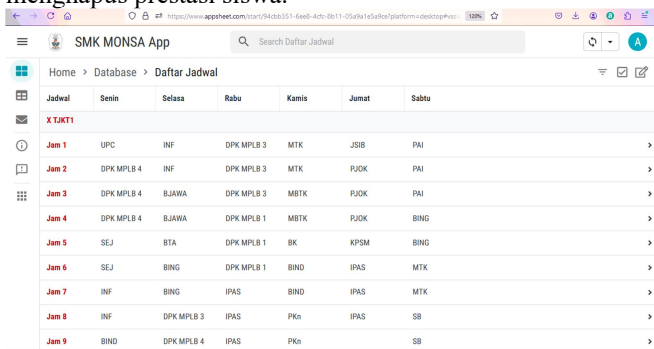 menghapus prestasi siswa.
https://www.appsheet.com/start/94cbb351-6ee8-4cfc-8b11-05a9a1e5a9ce?platform=desktop#vsc 120%
SMK MONSA App Search Daftar Jadwal A
Home > Database > Daftar Jadwal
Jadwal Senin Selasa Rabu Kamis Jumat Sabtu
X TJKT1
Jam 1 UPC INF DPK MPLB 3 MTK JSIB PAI
Jam 2 DPK MPLB 4 INF DPK MPLB 3 MTK PJOK PAI
Jam 3 DPK MPLB 4 BJAWA DPK MPLB 3 MBTK PJOK PAI
Jam 4 DPK MPLB 4 BJAWA DPK MPLB 1 MBTK PJOK BING
Jam 5 SEJ BTA DPK MPLB 1 BK KPSM BING
Jam 6 SEJ BING DPK MPLB 1 BIND IPAS MTK
Jam 7 INF BING IPAS BIND IPAS MTK
Jam 8 INF DPK MPLB 3 IPAS PKn IPAS SB
Jam 9 BIND DPK MPLB 4 IPAS PKn SB